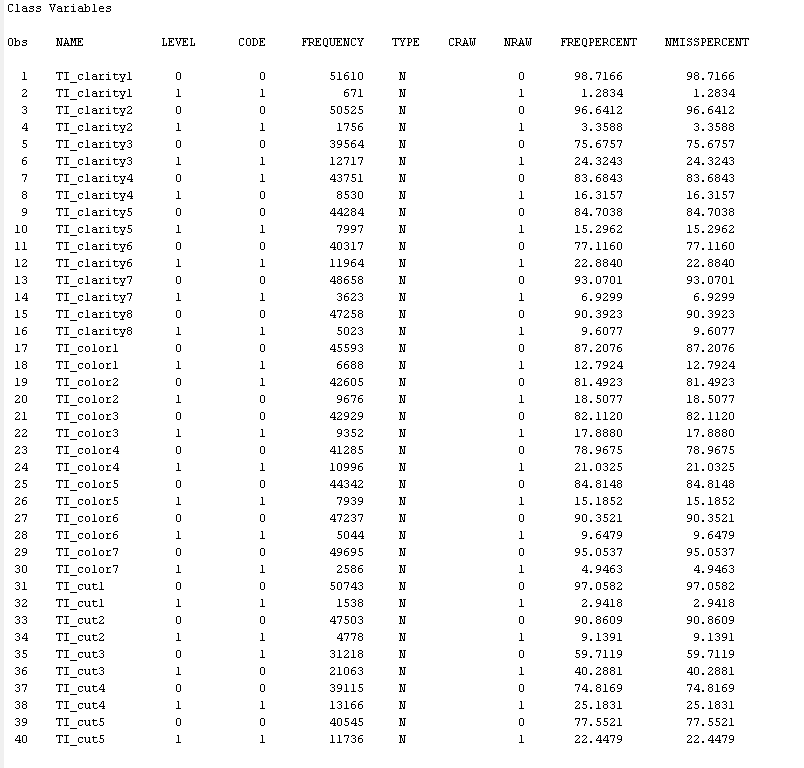 Class Variables
Obs NAME LEVEL CODE FREQUENCY TYPE CRAW NRAW FREQPERCENT NMISSPERCENT
1 TI_clarity1 0 0 51610 N 0 98.7166 98.7166
2 TI_clarity1 1 1 671 N 1 1.2834 1.2834
3 TI_clarity2 0 0 50525 N 0 96.6412 96.6412
4 TI_clarity2 1 1 1756 N 1 3.3588 3.3588
5 TI_clarity3 0 0 39564 N 0 75.6757 75.6757
6 TI_clarity3 1 1 12717 N 1 24.3243 24.3243
7 TI_clarity4 0 0 43751 N 0 83.6843 83.6843
8 TI_clarity4 1 0 8530 N 1 16.3157 16.3157
9 TI_clarity5 0 0 44284 N 0 84.7038 84.7038
10 TI_clarity5 1 1 7997 N 1 15.2962 15.2962
11 TI_clarity6 0 0 40317 N 0 77.1160 77.1160
12 TI_clarity6 1 1 11964 N 1 22.8840 22.8840
13 TI_clarity7 0 0 48658 N 0 93.0701 93.0701
14 TI_clarity7 1 1 3623 N 1 6.9299 6.9299
15 TI_clarity8 0 0 47258 N 0 90.3923 90.3923
16 TI_clarity8 1 1 5023 N 1 9.6077 9.6077
17 TI_color1 0 0 45593 N 0 87.2076 87.2076
18 TI_color1 1 1 6688 N 1 12.7924 12.7924
19 TI_color2 0 1 42605 N 0 81.4923 81.4923
20 TI_color2 1 0 9676 N 1 18.5077 18.5077
21 TI_color3 0 0 42929 N 0 82.1120 82.1120
22 TI_color3 1 1 9352 N 1 17.8880 17.8880
23 TI_color4 0 0 41285 N 0 78.9675 78.9675
24 TI_color4 1 1 10996 N 1 21.0325 21.0325
25 TI_color5 0 0 44342 N 0 84.8148 84.8148
26 TI_color5 1 1 7939 N 1 15.1852 15.1852
27 TI_color6 0 0 47237 N 0 90.3521 90.3521
28 TI_color6 1 1 5044 N 1 9.6479 9.6479
29 TI_color7 0 0 49695 N 0 95.0537 95.0537
30 TI_color7 1 1 2586 N 1 4.9463 4.9463
31 TI_cut1 0 0 50743 N 0 97.0582 97.0582
32 TI_cut1 1 1 1538 N 1 2.9418 2.9418
33 TI_cut2 0 0 47503 N 0 90.8609 90.8609
34 TI_cut2 1 1 4778 N 1 9.1391 9.1391
35 TI_cut3 0 0 31218 N 0 59.7119 59.7119
36 TI_cut3 1 1 21063 N 1 40.2881 40.2881
37 TI_cut4 0 0 39115 N 0 74.8169 74.8169
38 TI_cut4 1 1 13166 N 1 25.1831 25.1831
39 TI_cut5 0 0 40545 N 0 77.5521 77.5521
40 TI_cut5 1 1 11736 N 1 22.4479 22.4479